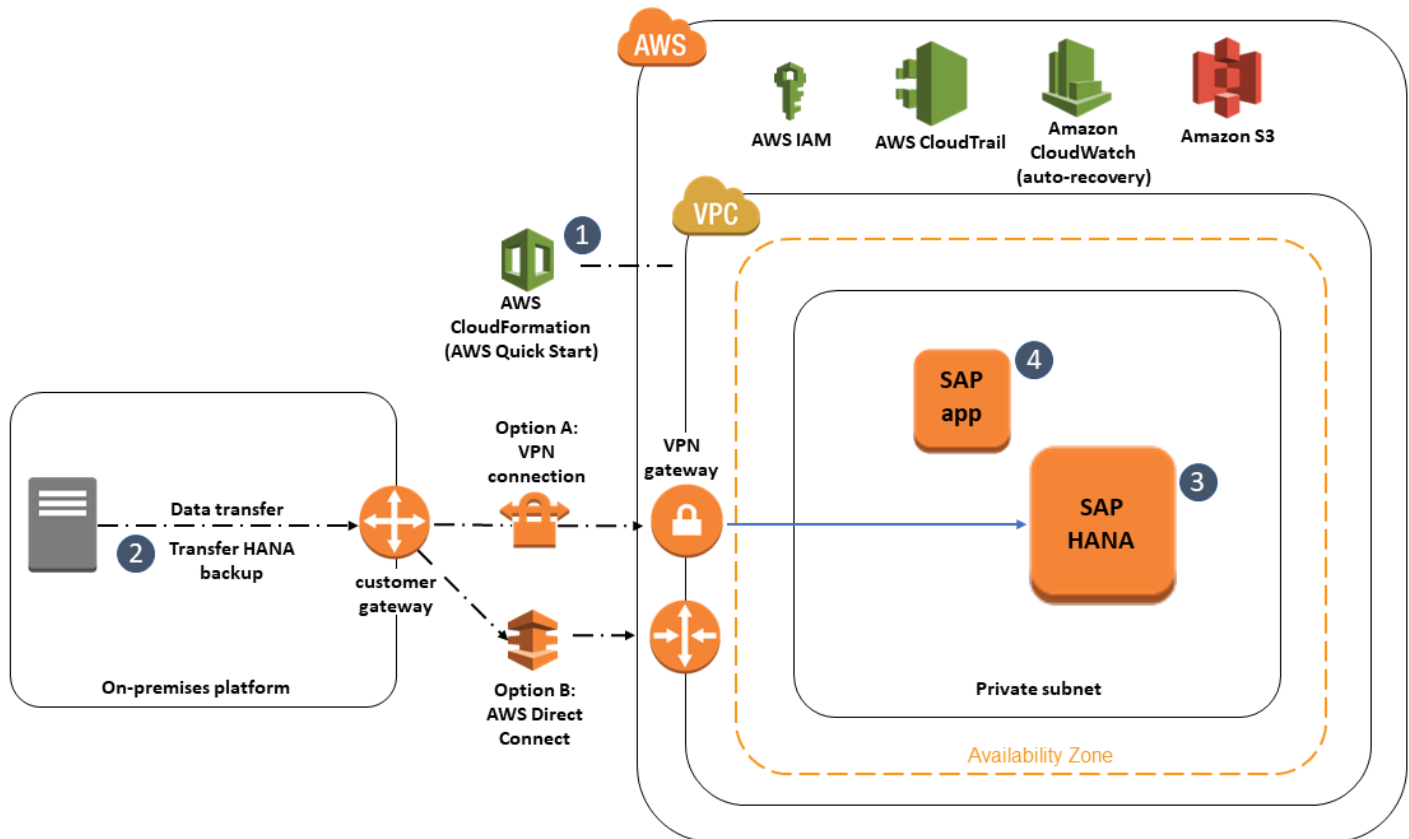 AWS
AWS IAM
AWS CloudTrail
Amazon
CloudWatch
(auto-recovery)
Amazon S3
VPC
1
AWS
CloudFormation
(AWS Quick Start)
4
SAP
app
Option A:
VPN
connection
VPN
gateway
3
SAP
HANA
Data transfer
2
Transfer HANA
backup
customer
gateway
On-premises platform
Option B:
AWS Direct
Connect
Private subnet
Availability Zone